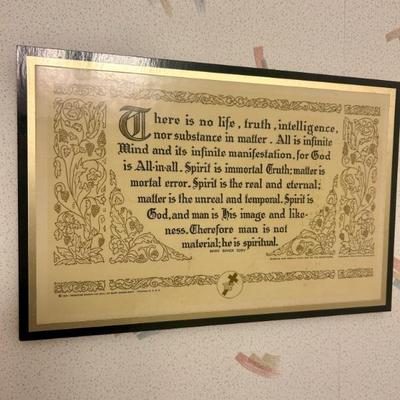 There is no life, truth, intelligence,
nor substance in matter. All is infinite
Mind and its infinite manifestation, for God
is All-in-all. Spirit is immortal Truth; matter is
mortal error. Spirit is the real and eternal;
matter is the unreal and temporal. Spirit is
God, and man is His image and like-
ness. Therefore man is not
material; he is spiritual.
MARY BAKER EDDY